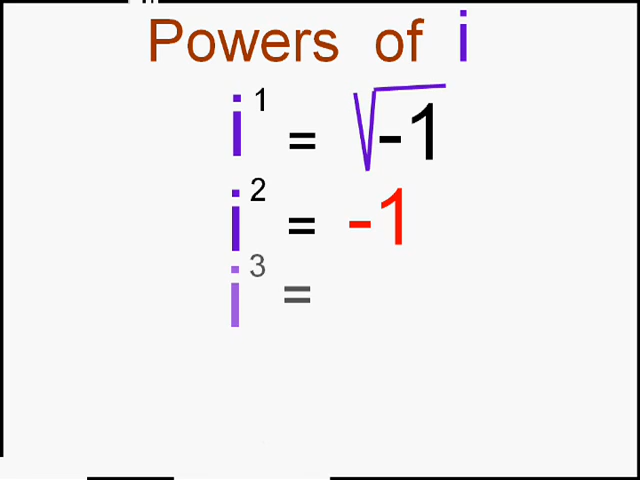 Powers of i
i¹ = √-1
i² = -1
i³ =